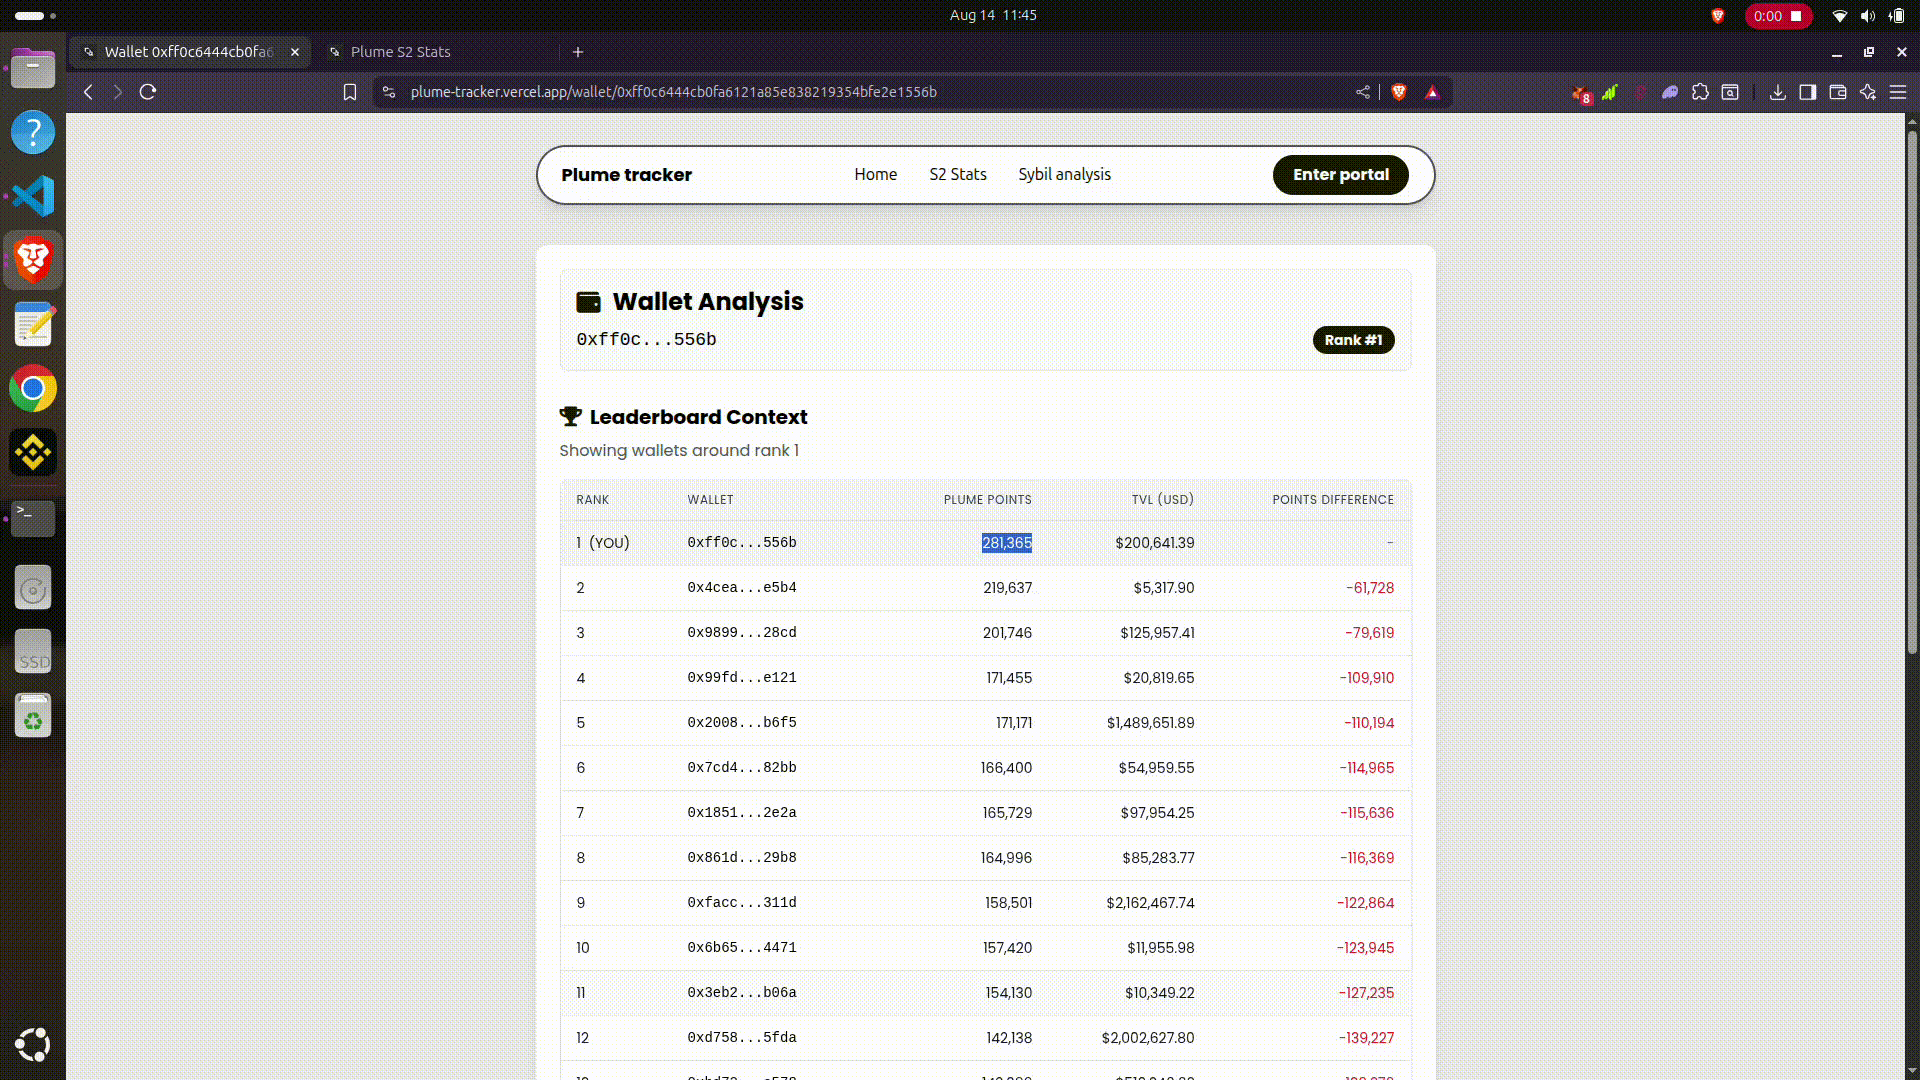 Aug 14 11:45
0:00
Wallet 0xff0c6444cb0fa6
Plume S2 Stats
plume-tracker.vercel.app/wallet/0xff0c6444cb0fa6121a85e838219354bfe2e1556b
8
Plume tracker
Home
S2 Stats
Sybil analysis
Enter portal
Wallet Analysis
0xff0c...556b
Rank #1
Leaderboard Context
Showing wallets around rank 1
RANK WALLET PLUME POINTS TVL (USD) POINTS DIFFERENCE
1 (YOU) 0xff0c...556b 281,365 $200,641.39 -
2 0x4cea...e5b4 219,637 $5,317.90 -61,728
3 0x9899...28cd 201,746 $125,957.41 -79,619
4 0x99fd...e121 171,455 $20,819.65 -109,910
5 0x2008...b6f5 171,171 $1,489,651.89 -110,194
6 0x7cd4...82bb 166,400 $54,959.55 -114,965
7 0x1851...2e2a 165,729 $97,954.25 -115,636
8 0x861d...29b8 164,996 $85,283.77 -116,369
9 0xfacc...311d 158,501 $2,162,467.74 -122,864
10 0x6b65...4471 157,420 $11,955.98 -123,945
11 0x3eb2...b06a 154,130 $10,349.22 -127,235
12 0xd758...5fda 142,138 $2,002,627.80 -139,227
>_
SSD